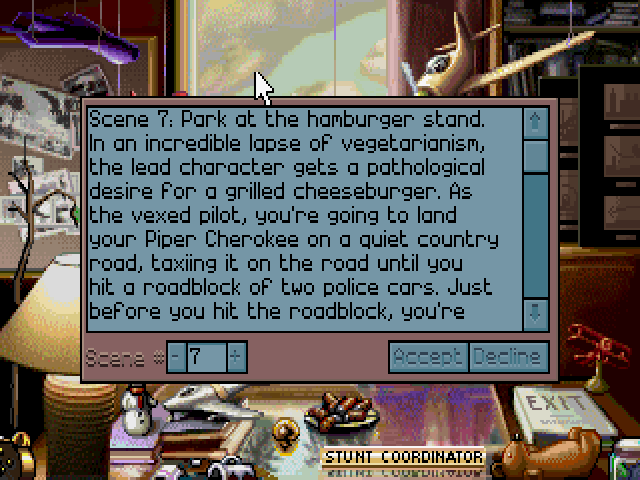 Scene 7: Park at the hamburger stand.
In an incredible lapse of vegetarianism,
the lead character gets a pathological
desire for a grilled cheeseburger. As
the vexed pilot, you're going to land
your Piper Cherokee on a quiet country
road, taxiing it on the road until you
hit a roadblock of two police cars. Just
before you hit the roadblock, you're
Scene # - 7 + Accept Decline
EXIT
STUNT COORDINATOR